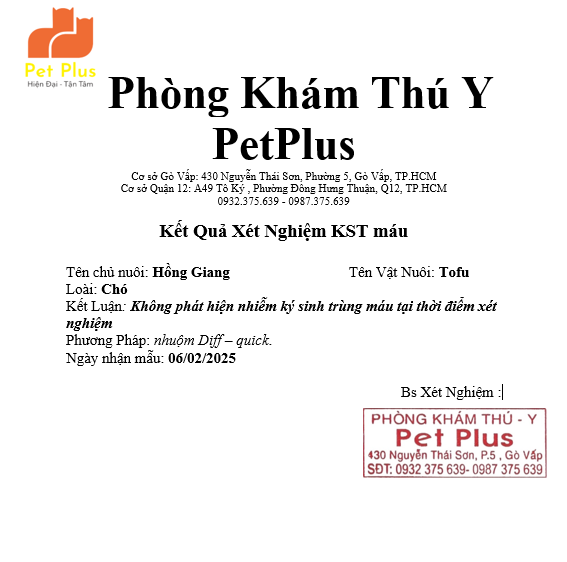 Pet Plus
Hiện Đại - Tận Tâm
Phòng Khám Thú Y
PetPlus
Cơ sở Gò Vấp: 430 Nguyễn Thái Sơn, Phường 5, Gò Vấp, TP.HCM
Cơ sở Quận 12: A49 Tô Ký , Phường Đông Hưng Thuận, Q12, TP.HCM
0932.375.639 - 0987.375.639
Kết Quả Xét Nghiệm KST máu
Tên chủ nuôi: Hồng Giang Tên Vật Nuôi: Tofu
Loài: Chó
Kết Luận: Không phát hiện nhiễm ký sinh trùng máu tại thời điểm xét
nghiệm
Phương Pháp: nhuộm Diff – quick.
Ngày nhận mẫu: 06/02/2025
Bs Xét Nghiệm :
PHÒNG KHÁM THÚ - Y
Pet Plus
430 Nguyễn Thái Sơn, P.5 , Gò Vấp
SĐT: 0932 375 639- 0987 375 639